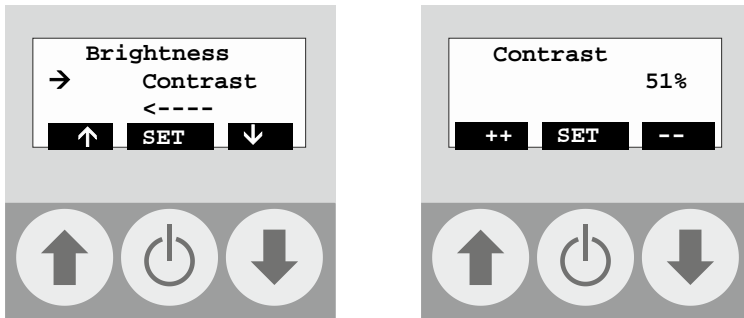 Brightness
→ Contrast
<----
↑ SET ↓
Contrast
51%
++ SET --